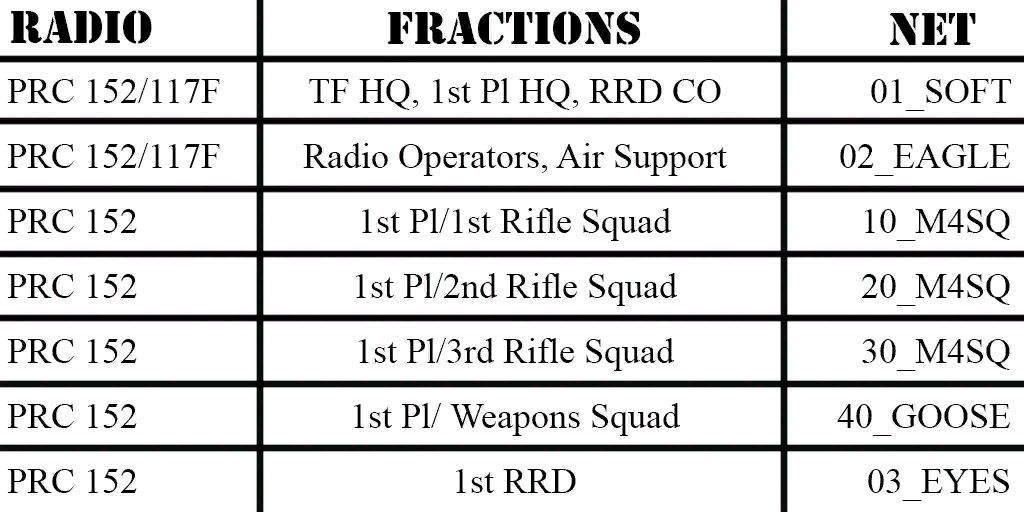 RADIO FRACTIONS NET
PRC 152/117F TF HQ, 1st Pl HQ, RRD CO 01_SOFT
PRC 152/117F Radio Operators, Air Support 02_EAGLE
PRC 152 1st Pl/1st Rifle Squad 10_M4SQ
PRC 152 1st Pl/2nd Rifle Squad 20_M4SQ
PRC 152 1st Pl/3rd Rifle Squad 30_M4SQ
PRC 152 1st Pl/ Weapons Squad 40_GOOSE
PRC 152 1st RRD 03_EYES